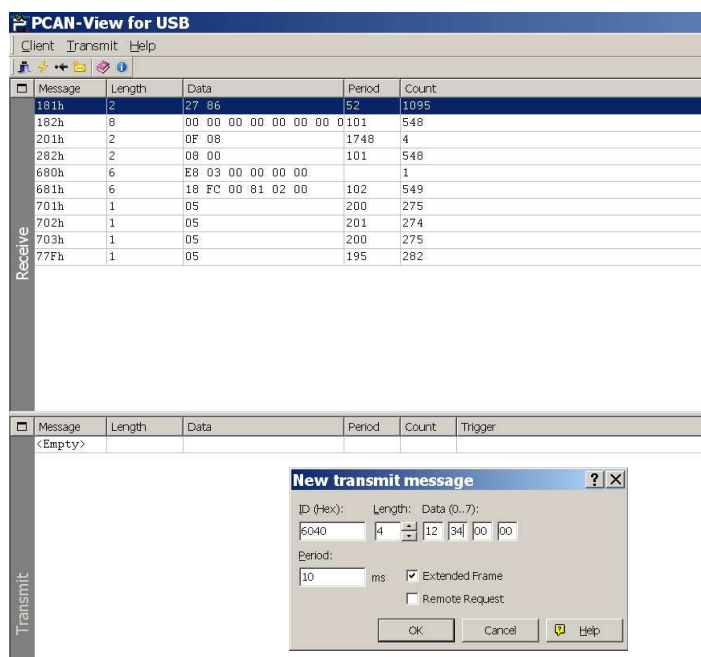 PCAN-View for USB
Client Transmit Help
Message Length Data Period Count
181h 2 27 86 52 1095
182h 8 00 00 00 00 00 00 00 0 101 548
201h 2 0F 08 1748 4
282h 2 08 00 101 548
680h 6 E8 03 00 00 00 00 1
681h 6 18 FC 00 81 02 00 102 549
701h 1 05 200 275
702h 1 05 201 274
703h 1 05 200 275
77Fh 1 05 195 282
Receive
Message Length Data Period Count Trigger
<Empty>
Transmit
New transmit message
ID (Hex): Length: Data (0..7):
6040 4 12 34 00 00
Period:
10 ms Extended Frame
Remote Request
OK Cancel Help